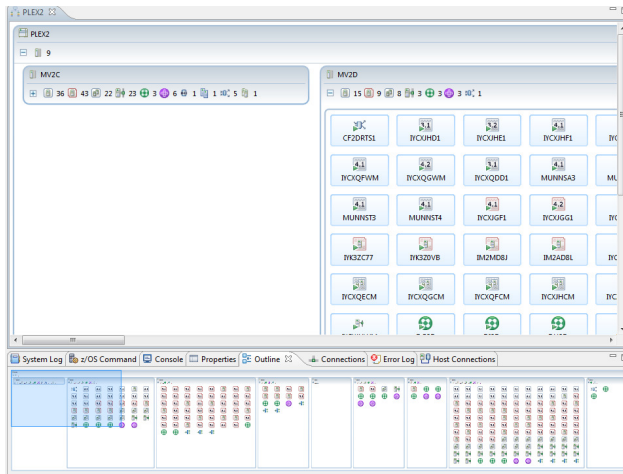 PLEX2
PLEX2
9
MV2C
36 43 22 23 3 6 1 1 5 1
MV2D
15 9 8 3 3 3 1
CF2DRTS1
3.1
IYCXJHD1
3.2
IYCXJHE1
4.1
IYCXJHF1
4.1
IYCXQFWM
4.2
IYCXQGWM
4.1
IYCXQDD1
4.1
MUNNSA3
4.1
MUNNST3
4.1
MUNNST4
4.1
IYCXJGF1
4.2
IYCXJGG1
IYK3ZC77
IYK3Z0VB
IM2MD8J
IM2AD8L
IYCXQECM
IYCXQGCM
IYCXQFCM
IYCXJHCM
System Log
z/OS Command
Console
Properties
Outline
Connections
Error Log
Host Connections